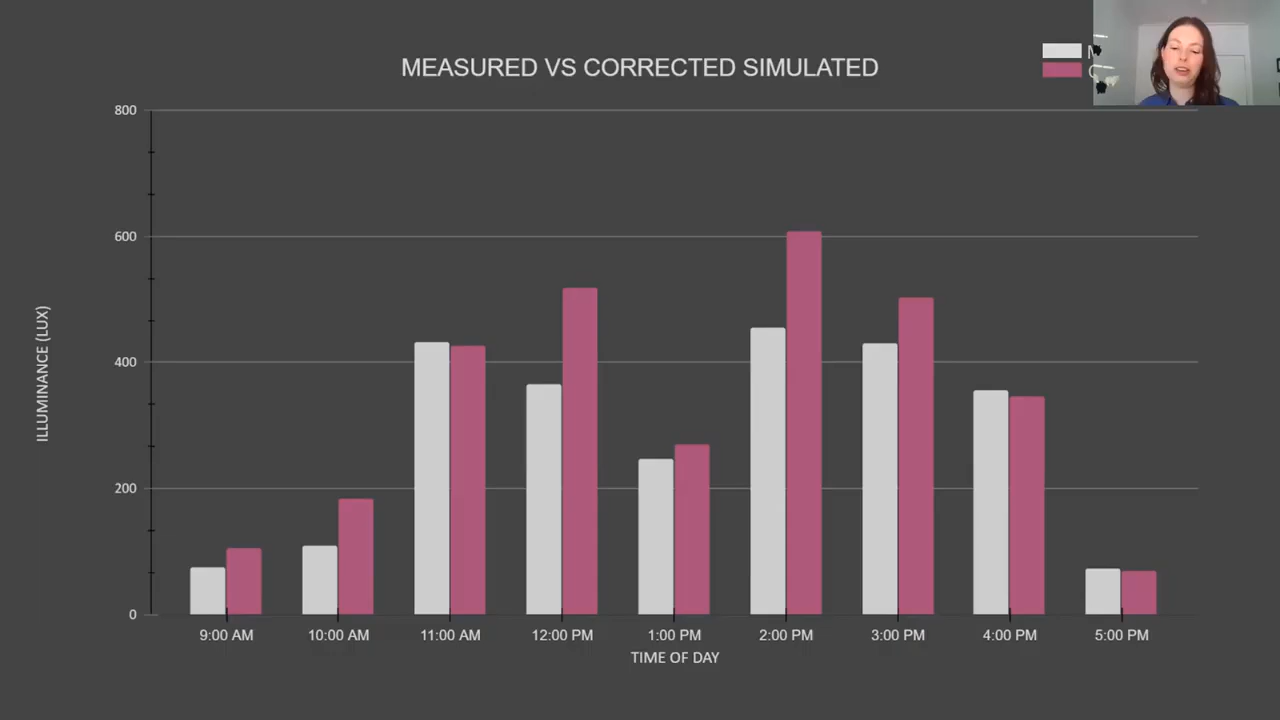 MEASURED VS CORRECTED SIMULATED
800
600
400
200
0
ILLUMINANCE (LUX)
9:00 AM 10:00 AM 11:00 AM 12:00 PM 1:00 PM 2:00 PM 3:00 PM 4:00 PM 5:00 PM
TIME OF DAY